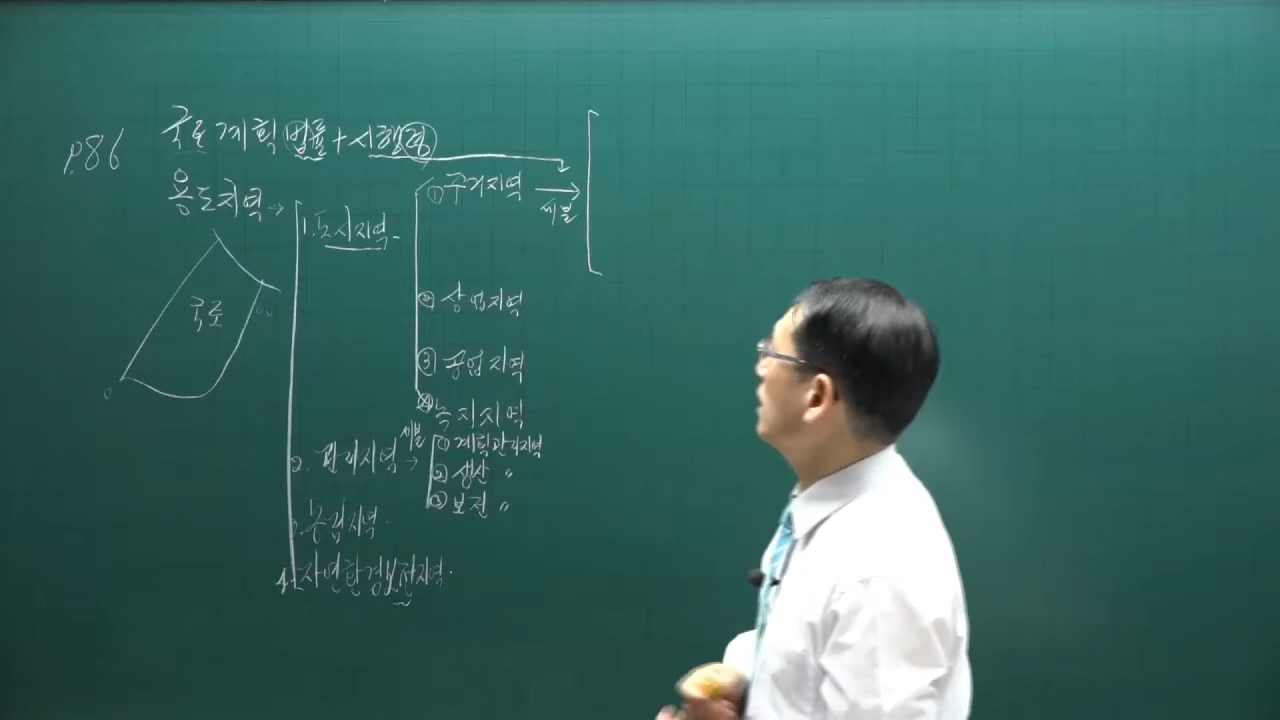 P.86
국토계획법률+시행령
용도지역→
국토
1. 도시지역
① 주거지역 → 세분
② 상업지역
③ 공업지역
④ 녹지지역
2. 관리지역 → 세분
① 계획관리지역
② 생산 〃
③ 보전 〃
3. 농림지역.
4. 자연환경보전지역.